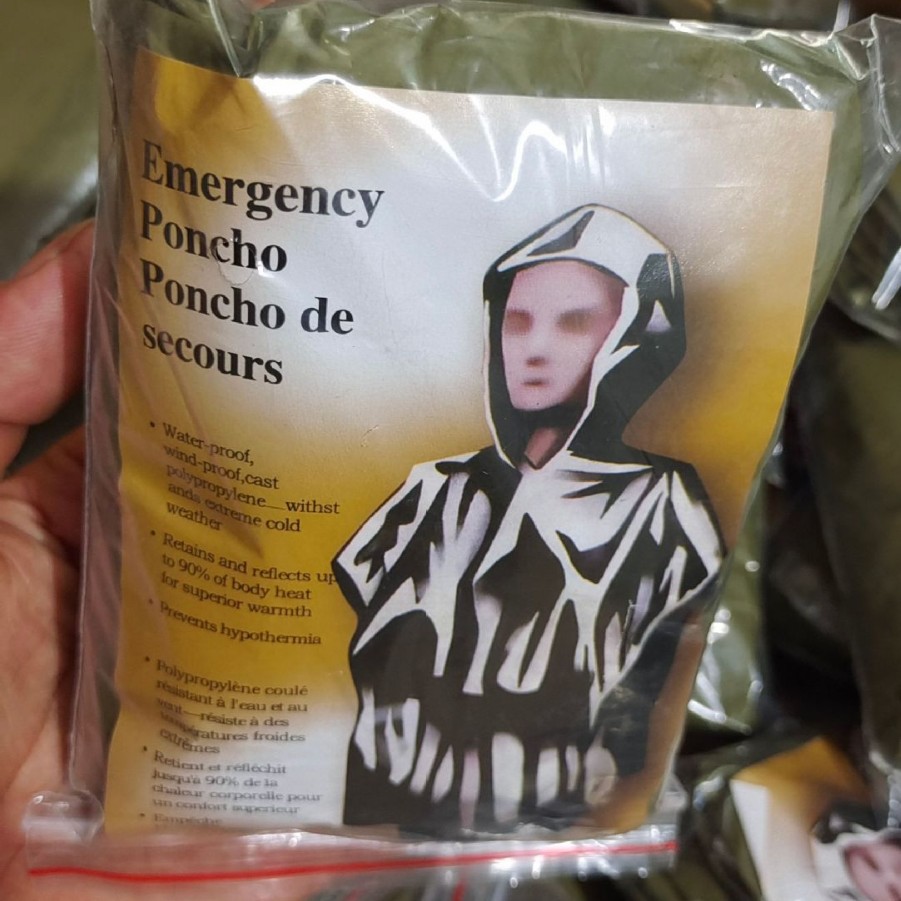 Emergency
Poncho
Poncho de
secours
• Water-proof,
wind-proof,cast
polypropylene—withst
ands extreme cold
weather
• Retains and reflects up
to 90% of body heat
for superior warmth
• Prevents hypothermia
• Polypropylène coulé
résistant à l'eau et au
vent—résiste à des
températures froides
extrêmes
• Retient et réfléchit
jusqu'à 90% de la
chaleur corporelle pour
un confort supérieur
• Empêche